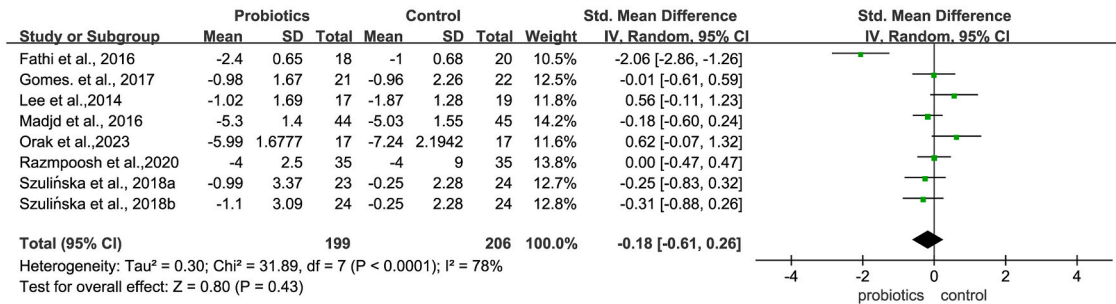 Probiotics Control Std. Mean Difference Std. Mean Difference
Study or Subgroup Mean SD Total Mean SD Total Weight IV, Random, 95% CI IV, Random, 95% CI
Fathi et al., 2016 -2.4 0.65 18 -1 0.68 20 10.5% -2.06 [-2.86, -1.26]
Gomes. et al., 2017 -0.98 1.67 21 -0.96 2.26 22 12.5% -0.01 [-0.61, 0.59]
Lee et al.,2014 -1.02 1.69 17 -1.87 1.28 19 11.8% 0.56 [-0.11, 1.23]
Madjd et al., 2016 -5.3 1.4 44 -5.03 1.55 45 14.2% -0.18 [-0.60, 0.24]
Orak et al.,2023 -5.99 1.6777 17 -7.24 2.1942 17 11.6% 0.62 [-0.07, 1.32]
Razmpoosh et al.,2020 -4 2.5 35 -4 9 35 13.8% 0.00 [-0.47, 0.47]
Szulińska et al., 2018a -0.99 3.37 23 -0.25 2.28 24 12.7% -0.25 [-0.83, 0.32]
Szulińska et al., 2018b -1.1 3.09 24 -0.25 2.28 24 12.8% -0.31 [-0.88, 0.26]
Total (95% CI) 199 206 100.0% -0.18 [-0.61, 0.26]
Heterogeneity: Tau² = 0.30; Chi² = 31.89, df = 7 (P < 0.0001); I² = 78%
Test for overall effect: Z = 0.80 (P = 0.43)
-4 -2 0 2 4
probiotics control